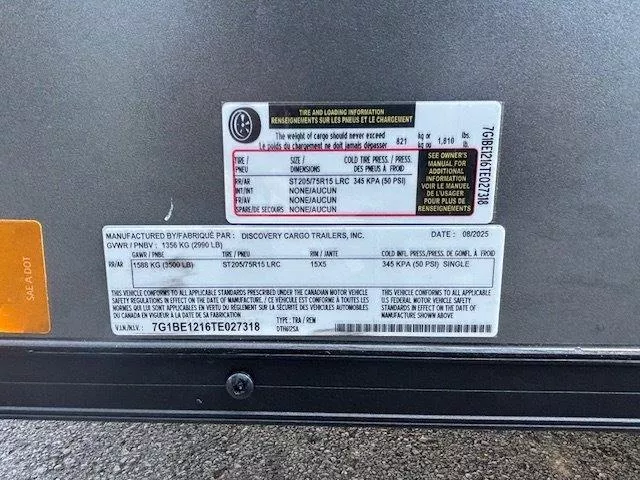 TIRE AND LOADING INFORMATION
RENSEIGNEMENTS SUR LES PNEUS ET LE CHARGEMENT
The weight of cargo should never exceed 821 kg or 1,810 lbs.
Le poids du chargement ne doit jamais dépasser kg ou lb.
TIRE / SIZE / COLD TIRE PRESS. / PRESS.
PNEU DIMENSIONS DES PNEUS A FROID
RR/AR ST205/75R15 LRC 345 KPA (50 PSI)
INT/INT NONE/AUCUN
FR/AV NONE/AUCUN
SPARE/DE SECOURS NONE/AUCUN
SEE OWNER'S
MANUAL FOR
ADDITIONAL
INFORMATION
VOIR LE MANUEL
DE L'USAGER
POUR PLUS DE
RENSEIGNEMENTS
7G1BE1216TE027318
MANUFACTURED BY/FABRIQUÉ PAR : DISCOVERY CARGO TRAILERS, INC. DATE : 08/2025
GVWR / PNBV : 1356 KG (2990 LB)
GAWR / PNBE TIRE / PNEU RIM / JANTE COLD INFL. PRESS./PRESS. DE GONFL. À FROID
RR/AR 1588 KG (3500 LB) ST205/75R15 LRC 15X5 345 KPA (50 PSI) SINGLE
THIS VEHICLE CONFORMS TO ALL APPLICABLE STANDARDS PRESCRIBED UNDER THE CANADIAN MOTOR VEHICLE
SAFETY REGULATIONS IN EFFECT ON THE DATE OF MANUFACTURE / CE VÉHICULE EST CONFORME À TOUTES LES
NORMES QUI LUI SONT APPLICABLES EN VERTU DU RÈGLEMENT SUR LA SÉCURITÉ DES VÉHICULES AUTOMOBILES
DU CANADA EN VIGUEUR À LA DATE DE SA FABRICATION
THIS VEHICLE CONFORMS TO ALL APPLICABLE
U.S FEDERAL MOTOR VEHICLE SAFETY
STANDARDS IN EFFECT ON THE DATE OF
MANUFACTURE SHOWN ABOVE.
V.I.N./N.I.V. : 7G1BE1216TE027318
TYPE : TRA / REM
DTH612SA
SAE A DOT